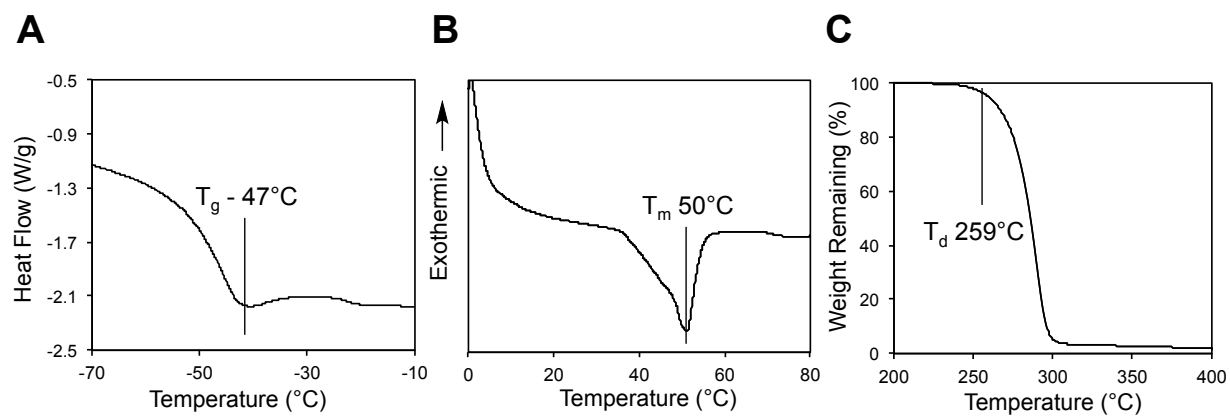 A
Heat Flow (W/g)
-0.5
-0.9
-1.3
-1.7
-2.1
-2.5
Tg - 47°C
-70
-50
-30
-10
Temperature (°C)
B
Exothermic
Tm 50°C
0
20
40
60
80
Temperature (°C)
C
Weight Remaining (%)
100
80
60
40
20
0
Td 259°C
200
250
300
350
400
Temperature (°C)